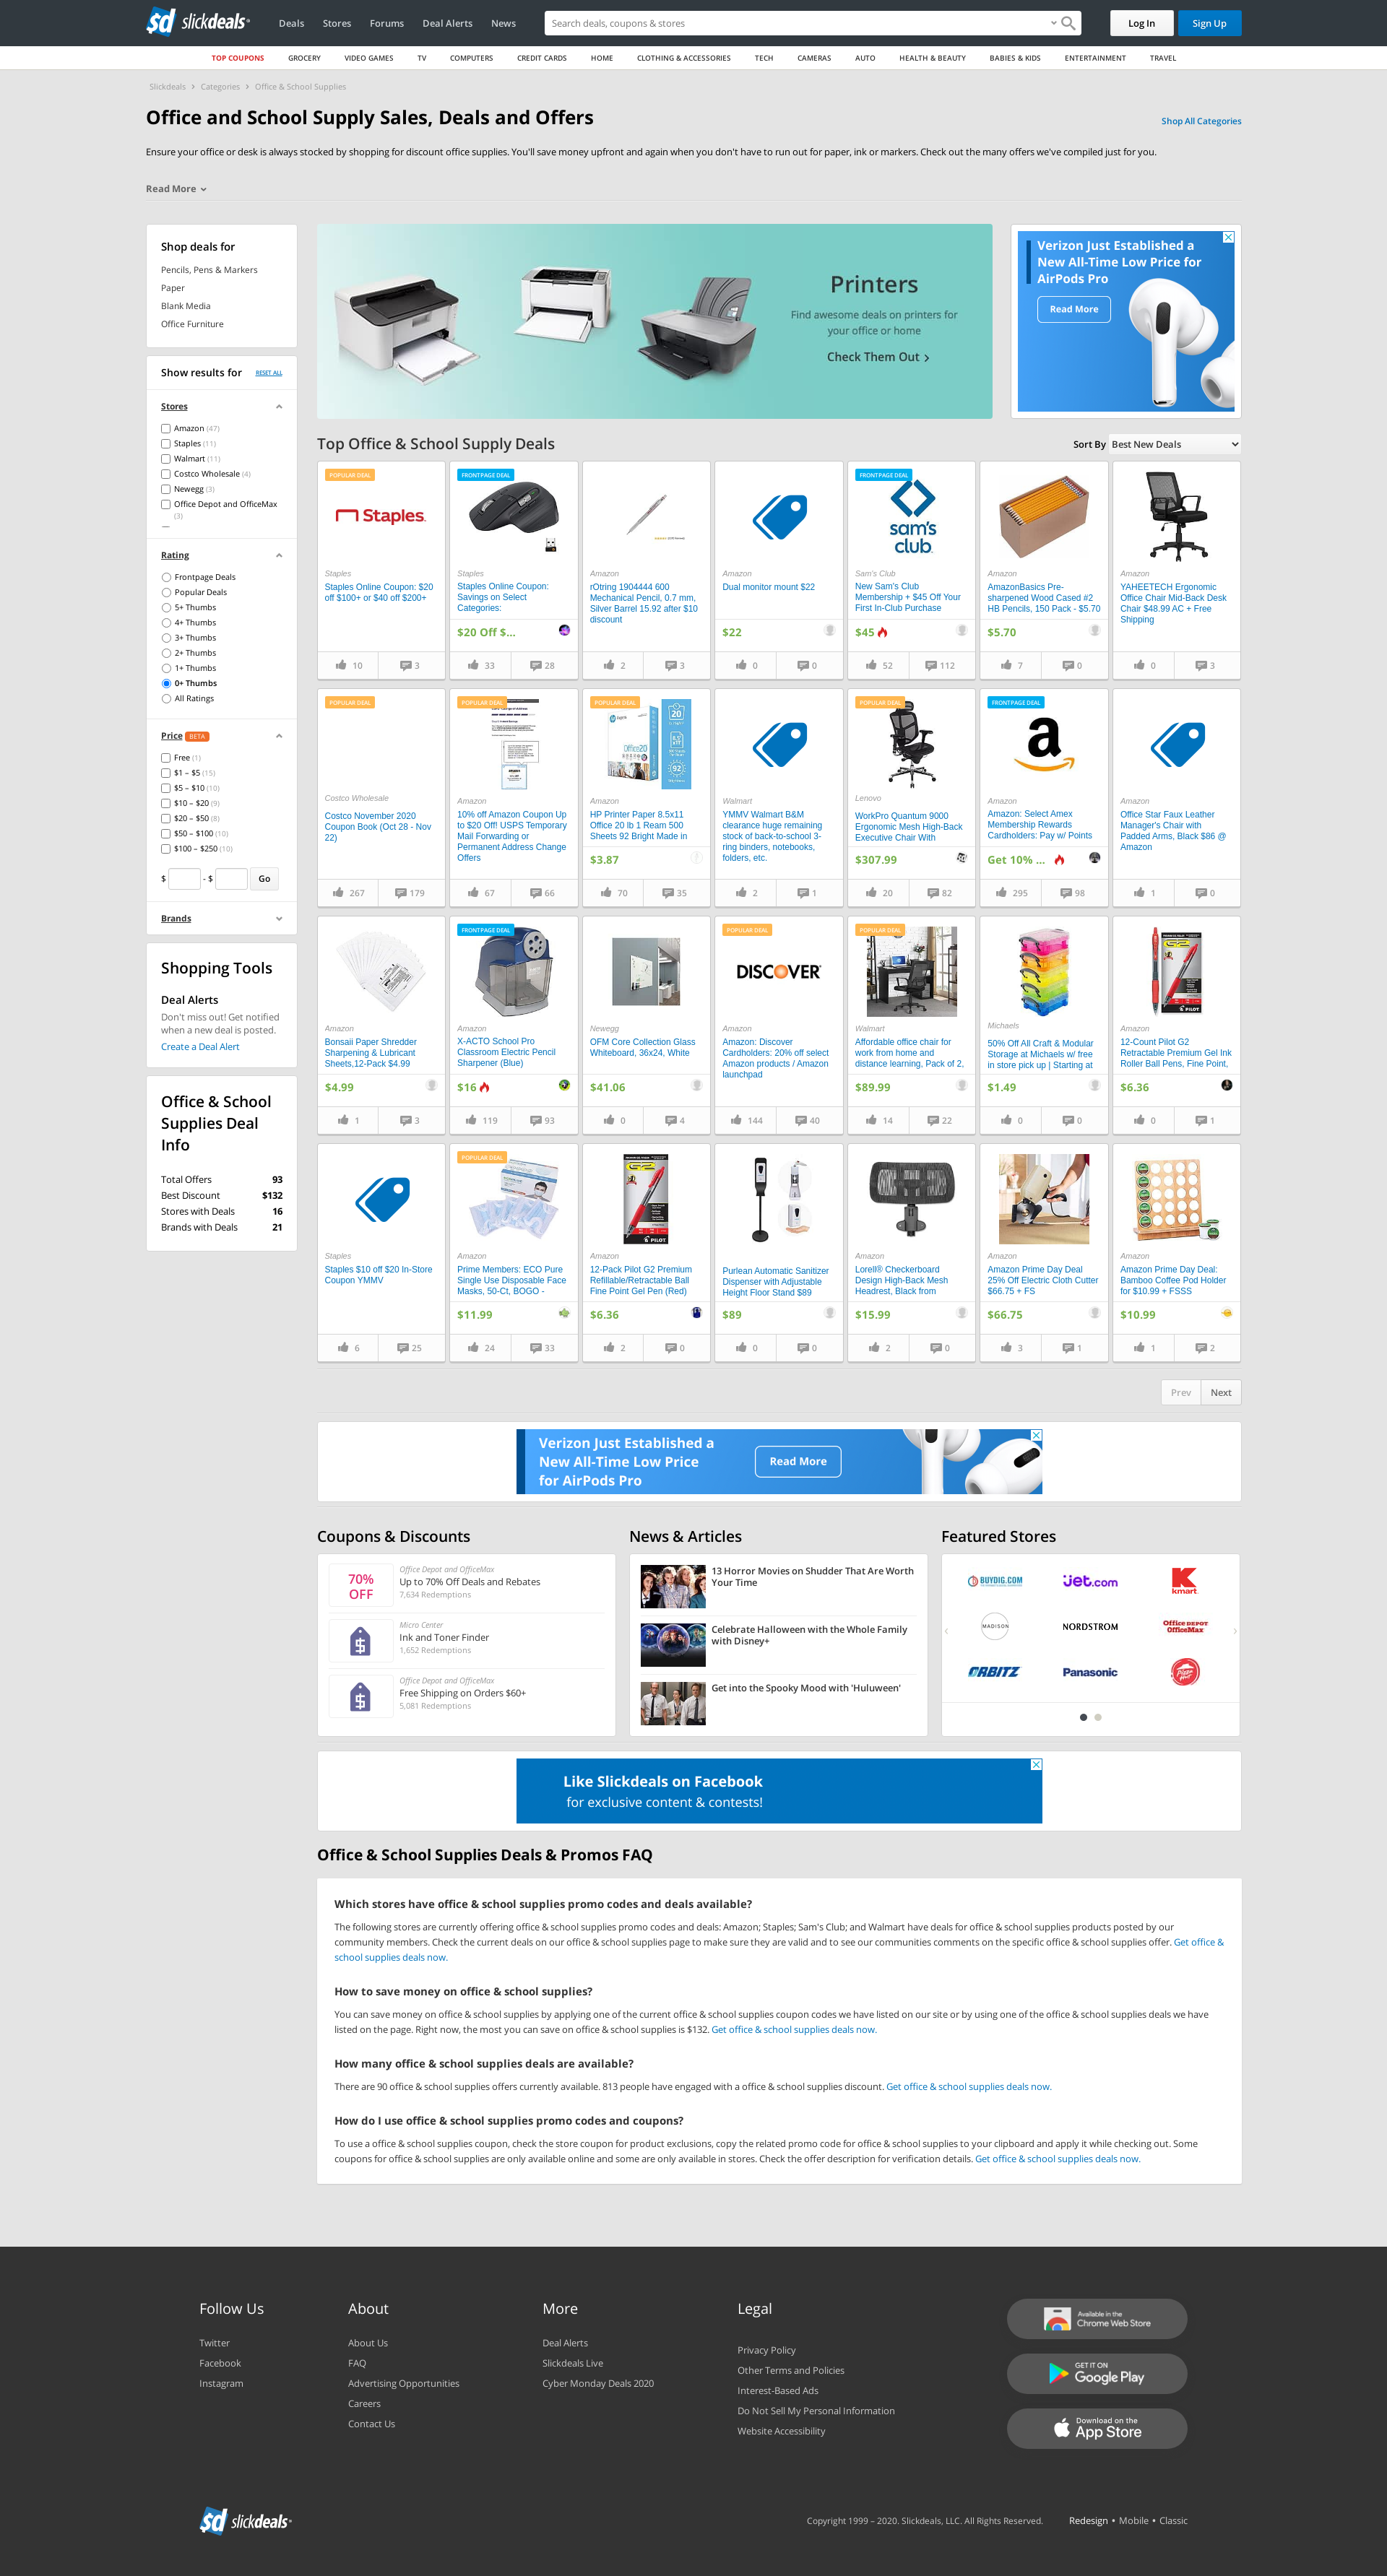 slickdeals
Deals Stores Forums Deal Alerts News
Search deals, coupons & stores
Log In Sign Up
TOP COUPONS GROCERY VIDEO GAMES TV COMPUTERS CREDIT CARDS HOME CLOTHING & ACCESSORIES TECH CAMERAS AUTO HEALTH & BEAUTY BABIES & KIDS ENTERTAINMENT TRAVEL
Slickdeals › Categories › Office & School Supplies
Office and School Supply Sales, Deals and Offers
Shop All Categories
Ensure your office or desk is always stocked by shopping for discount office supplies. You'll save money upfront and again when you don't have to run out for paper, ink or markers. Check out the many offers we've compiled just for you.
Read More
Shop deals for
Pencils, Pens & Markers
Paper
Blank Media
Office Furniture
Show results for RESET ALL
Stores
Amazon (47)
Staples (11)
Walmart (11)
Costco Wholesale (4)
Newegg (3)
Office Depot and OfficeMax
(3)
Rating
Frontpage Deals
Popular Deals
5+ Thumbs
4+ Thumbs
3+ Thumbs
2+ Thumbs
1+ Thumbs
0+ Thumbs
All Ratings
Price BETA
Free (1)
$1 – $5 (15)
$5 – $10 (10)
$10 – $20 (9)
$20 – $50 (8)
$50 – $100 (10)
$100 – $250 (10)
$ - $ Go
Brands
Shopping Tools
Deal Alerts
Don't miss out! Get notified
when a new deal is posted.
Create a Deal Alert
Office & School
Supplies Deal
Info
Total Offers 93
Best Discount $132
Stores with Deals 16
Brands with Deals 21
Printers
Find awesome deals on printers for
your office or home
Check Them Out
Verizon Just Established a
New All-Time Low Price for
AirPods Pro
Read More
Top Office & School Supply Deals
Sort By Best New Deals
POPULAR DEAL
Staples
Staples
Staples Online Coupon: $20
off $100+ or $40 off $200+
10 3
FRONTPAGE DEAL
Staples
Staples Online Coupon:
Savings on Select
Categories:
$20 Off $...
33 28
Amazon
rOtring 1904444 600
Mechanical Pencil, 0.7 mm,
Silver Barrel 15.92 after $10
discount
2 3
Amazon
Dual monitor mount $22
$22
0 0
FRONTPAGE DEAL
sam's
club
Sam's Club
New Sam's Club
Membership + $45 Off Your
First In-Club Purchase
$45
52 112
Amazon
AmazonBasics Pre-
sharpened Wood Cased #2
HB Pencils, 150 Pack - $5.70
$5.70
7 0
Amazon
YAHEETECH Ergonomic
Office Chair Mid-Back Desk
Chair $48.99 AC + Free
Shipping
0 3
POPULAR DEAL
Costco Wholesale
Costco November 2020
Coupon Book (Oct 28 - Nov
22)
267 179
POPULAR DEAL
Amazon
10% off Amazon Coupon Up
to $20 Off! USPS Temporary
Mail Forwarding or
Permanent Address Change
Offers
67 66
POPULAR DEAL
Office20
20
92
Amazon
HP Printer Paper 8.5x11
Office 20 lb 1 Ream 500
Sheets 92 Bright Made in
$3.87
70 35
Walmart
YMMV Walmart B&M
clearance huge remaining
stock of back-to-school 3-
ring binders, notebooks,
folders, etc.
2 1
POPULAR DEAL
Lenovo
WorkPro Quantum 9000
Ergonomic Mesh High-Back
Executive Chair With
$307.99
20 82
FRONTPAGE DEAL
a
Amazon
Amazon: Select Amex
Membership Rewards
Cardholders: Pay w/ Points
Get 10% ...
295 98
Amazon
Office Star Faux Leather
Manager's Chair with
Padded Arms, Black $86 @
Amazon
1 0
Amazon
Bonsaii Paper Shredder
Sharpening & Lubricant
Sheets,12-Pack $4.99
$4.99
1 3
FRONTPAGE DEAL
Amazon
X-ACTO School Pro
Classroom Electric Pencil
Sharpener (Blue)
$16
119 93
Newegg
OFM Core Collection Glass
Whiteboard, 36x24, White
$41.06
0 4
POPULAR DEAL
DISCOVER
Amazon
Amazon: Discover
Cardholders: 20% off select
Amazon products / Amazon
launchpad
144 40
POPULAR DEAL
Walmart
Affordable office chair for
work from home and
distance learning, Pack of 2,
$89.99
14 22
Michaels
50% Off All Craft & Modular
Storage at Michaels w/ free
in store pick up | Starting at
$1.49
0 0
G2
PILOT
Amazon
12-Count Pilot G2
Retractable Premium Gel Ink
Roller Ball Pens, Fine Point,
$6.36
0 1
Staples
Staples $10 off $20 In-Store
Coupon YMMV
6 25
POPULAR DEAL
Amazon
Prime Members: ECO Pure
Single Use Disposable Face
Masks, 50-Ct, BOGO -
$11.99
24 33
G2
PILOT
Amazon
12-Pack Pilot G2 Premium
Refillable/Retractable Ball
Fine Point Gel Pen (Red)
$6.36
2 0
Purlean Automatic Sanitizer
Dispenser with Adjustable
Height Floor Stand $89
$89
0 0
Amazon
Lorell® Checkerboard
Design High-Back Mesh
Headrest, Black from
$15.99
2 0
Amazon
Amazon Prime Day Deal
25% Off Electric Cloth Cutter
$66.75 + FS
$66.75
3 1
Amazon
Amazon Prime Day Deal:
Bamboo Coffee Pod Holder
for $10.99 + FSSS
$10.99
1 2
Prev Next
Verizon Just Established a
New All-Time Low Price
for AirPods Pro
Read More
Coupons & Discounts
70%
OFF
Office Depot and OfficeMax
Up to 70% Off Deals and Rebates
7,634 Redemptions
Micro Center
Ink and Toner Finder
1,652 Redemptions
Office Depot and OfficeMax
Free Shipping on Orders $60+
5,081 Redemptions
News & Articles
13 Horror Movies on Shudder That Are Worth
Your Time
Celebrate Halloween with the Whole Family
with Disney+
Get into the Spooky Mood with 'Huluween'
Featured Stores
BUYDIG.COM jet.com kmart
MADISON NORDSTROM Office DEPOT OfficeMax
ORBITZ Panasonic Pizza Hut
Like Slickdeals on Facebook
for exclusive content & contests!
Office & School Supplies Deals & Promos FAQ
Which stores have office & school supplies promo codes and deals available?
The following stores are currently offering office & school supplies promo codes and deals: Amazon; Staples; Sam's Club; and Walmart have deals for office & school supplies products posted by our
community members. Check the current deals on our office & school supplies page to make sure they are valid and to see our communities comments on the specific office & school supplies offer. Get office &
school supplies deals now.
How to save money on office & school supplies?
You can save money on office & school supplies by applying one of the current office & school supplies coupon codes we have listed on our site or by using one of the office & school supplies deals we have
listed on the page. Right now, the most you can save on office & school supplies is $132. Get office & school supplies deals now.
How many office & school supplies deals are available?
There are 90 office & school supplies offers currently available. 813 people have engaged with a office & school supplies discount. Get office & school supplies deals now.
How do I use office & school supplies promo codes and coupons?
To use a office & school supplies coupon, check the store coupon for product exclusions, copy the related promo code for office & school supplies to your clipboard and apply it while checking out. Some
coupons for office & school supplies are only available online and some are only available in stores. Check the offer description for verification details. Get office & school supplies deals now.
Follow Us
Twitter
Facebook
Instagram
About
About Us
FAQ
Advertising Opportunities
Careers
Contact Us
More
Deal Alerts
Slickdeals Live
Cyber Monday Deals 2020
Legal
Privacy Policy
Other Terms and Policies
Interest-Based Ads
Do Not Sell My Personal Information
Website Accessibility
Available in the
Chrome Web Store
GET IT ON
Google Play
Download on the
App Store
slickdeals
Copyright 1999 – 2020. Slickdeals, LLC. All Rights Reserved. Redesign • Mobile • Classic